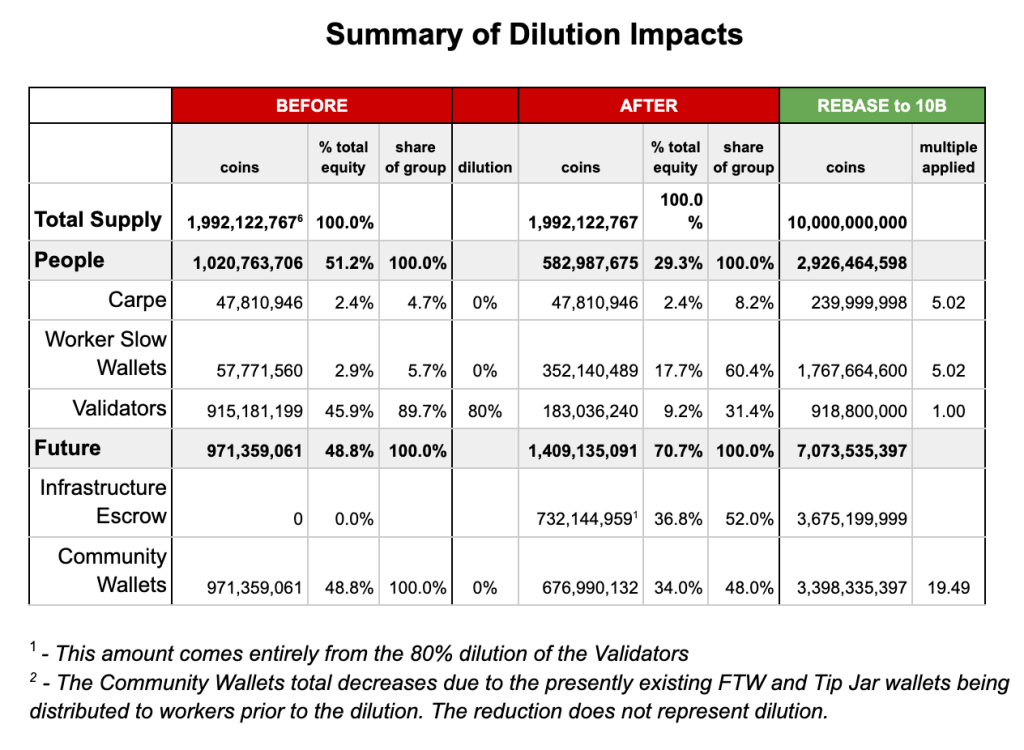 Summary of Dilution Impacts
BEFORE AFTER REBASE to 10B
% total share % total share multiple
coins equity of group dilution coins equity of group coins applied
100.0
Total Supply 1,992,122,767⁶ 100.0% 1,992,122,767 % 10,000,000,000
People 1,020,763,706 51.2% 100.0% 582,987,675 29.3% 100.0% 2,926,464,598
Carpe 47,810,946 2.4% 4.7% 0% 47,810,946 2.4% 8.2% 239,999,998 5.02
Worker Slow
Wallets 57,771,560 2.9% 5.7% 0% 352,140,489 17.7% 60.4% 1,767,664,600 5.02
Validators 915,181,199 45.9% 89.7% 80% 183,036,240 9.2% 31.4% 918,800,000 1.00
Future 971,359,061 48.8% 100.0% 1,409,135,091 70.7% 100.0% 7,073,535,397
Infrastructure
Escrow 0 0.0% 732,144,959¹ 36.8% 52.0% 3,675,199,999
Community
Wallets 971,359,061 48.8% 100.0% 0% 676,990,132 34.0% 48.0% 3,398,335,397 19.49
¹ - This amount comes entirely from the 80% dilution of the Validators
² - The Community Wallets total decreases due to the presently existing FTW and Tip Jar wallets being
distributed to workers prior to the dilution. The reduction does not represent dilution.